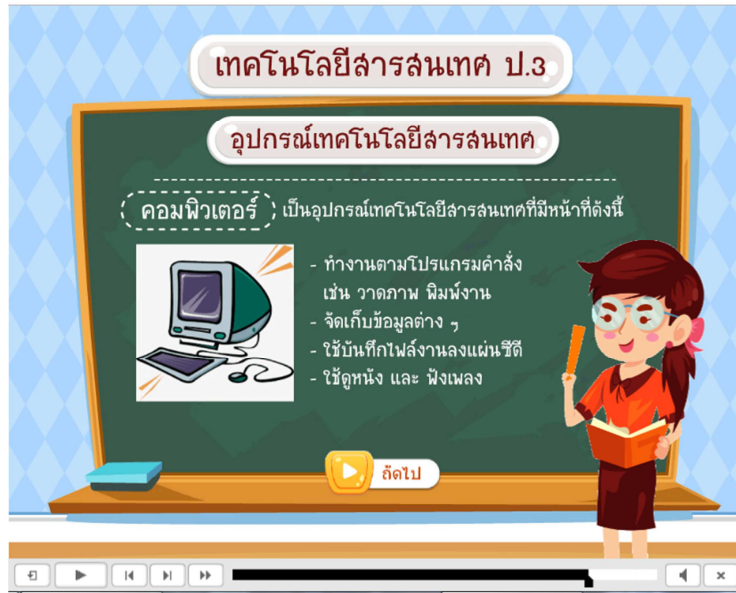 เทคโนโลยีสารสนเทศ ป.3
อุปกรณ์เทคโนโลยีสารสนเทศ
คอมพิวเตอร์ เป็นอุปกรณ์เทคโนโลยีสารสนเทศที่มีหน้าที่ดังนี้
- ทำงานตามโปรแกรมคำสั่ง
เช่น วาดภาพ พิมพ์งาน
- จัดเก็บข้อมูลต่าง ๆ
- ใช้บันทึกไฟล์งานลงแผ่นซีดี
- ใช้ดูหนัง และ ฟังเพลง
ถัดไป